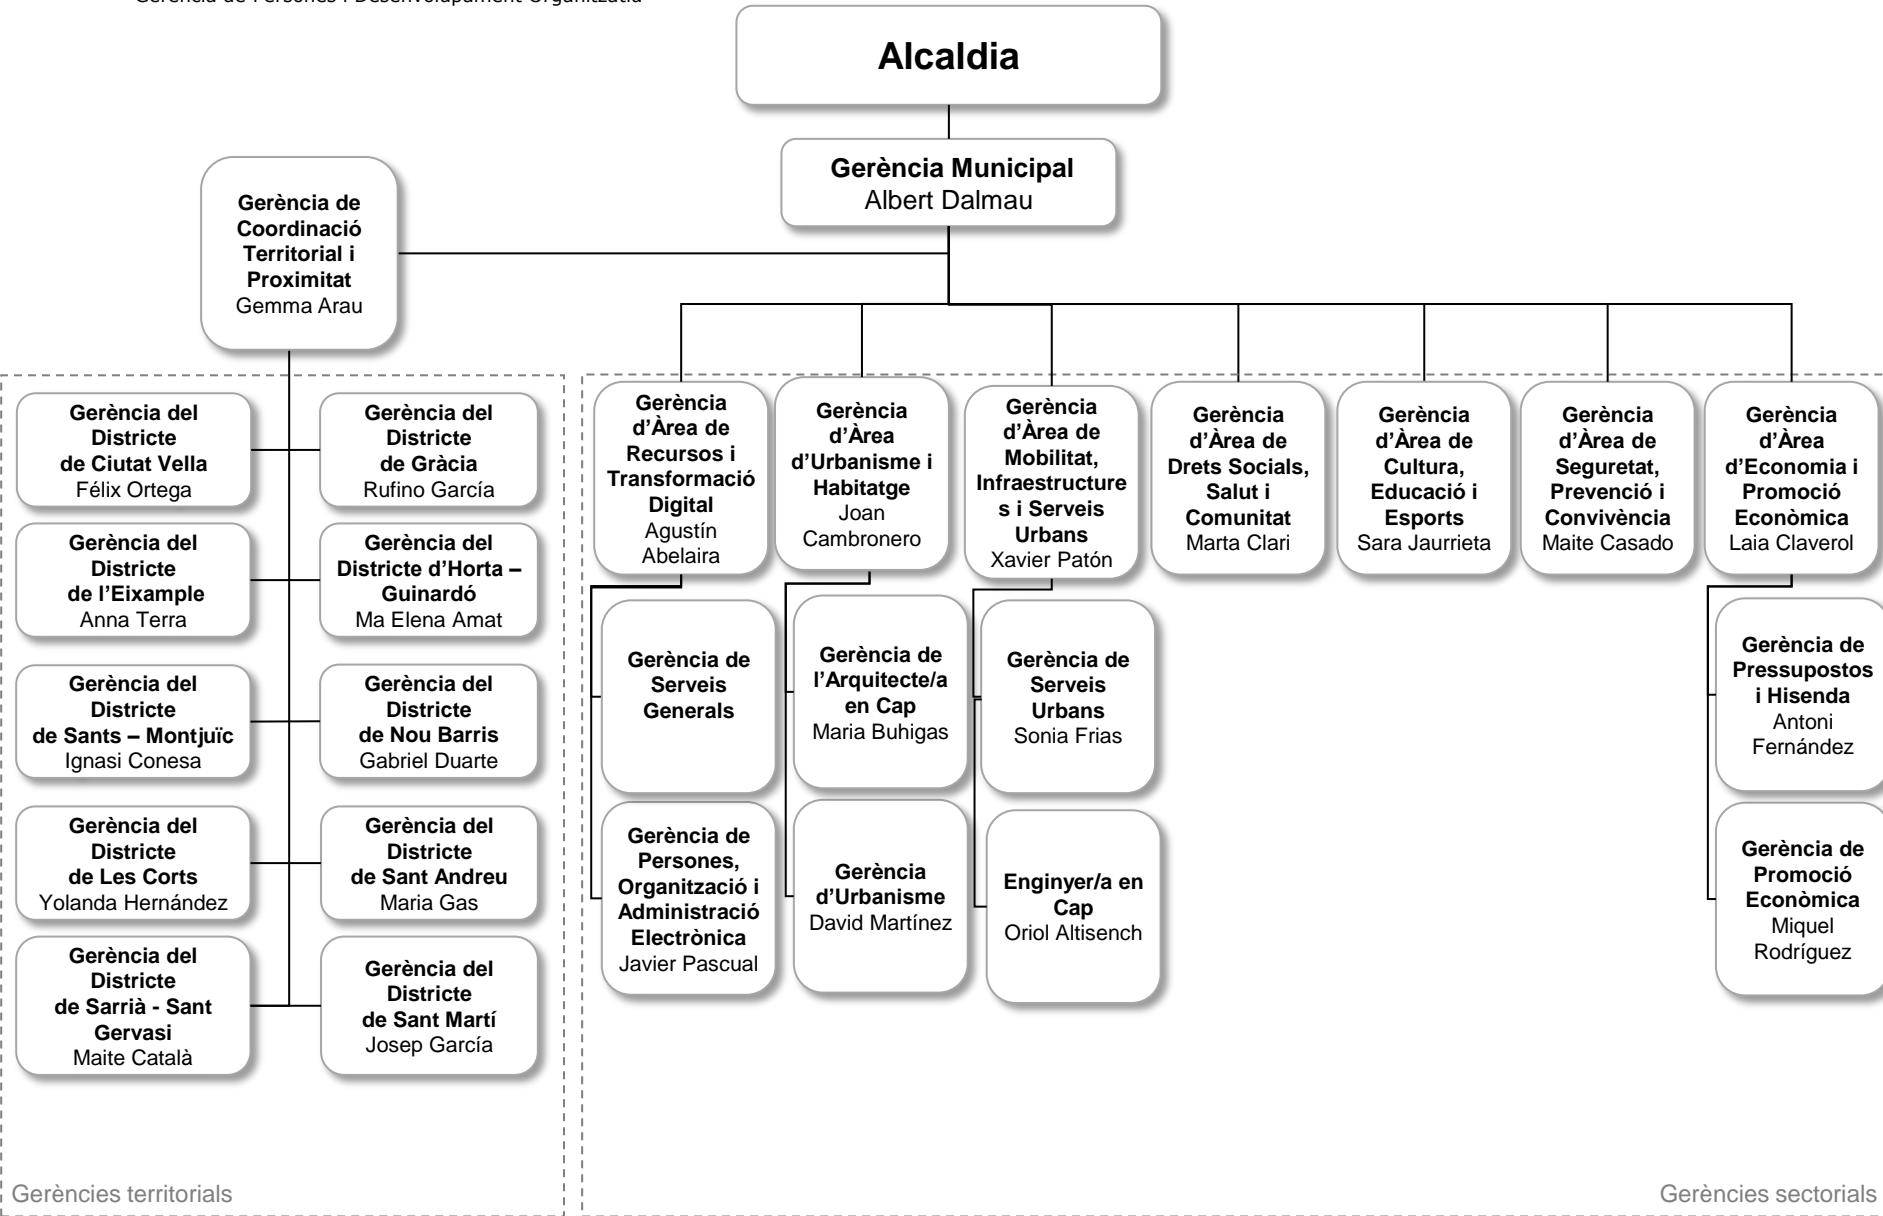 Gerència de Persones i Desenvolupament Organitzatiu
Alcaldia
Gerència Municipal
Albert Dalmau
Gerència de
Coordinació
Territorial i
Proximitat
Gemma Arau
Gerència del
Districte
de Ciutat Vella
Félix Ortega
Gerència del
Districte
de Gràcia
Rufino García
Gerència del
Districte
de l’Eixample
Anna Terra
Gerència del
Districte d’Horta –
Guinardó
Ma Elena Amat
Gerència del
Districte
de Sants – Montjuïc
Ignasi Conesa
Gerència del
Districte
de Nou Barris
Gabriel Duarte
Gerència del
Districte
de Les Corts
Yolanda Hernández
Gerència del
Districte
de Sant Andreu
Maria Gas
Gerència del
Districte
de Sarrià - Sant
Gervasi
Maite Català
Gerència del
Districte
de Sant Martí
Josep García
Gerències territorials
Gerència
d’Àrea de
Recursos i
Transformació
Digital
Agustín
Abelaira
Gerència
d’Àrea
d’Urbanisme i
Habitatge
Joan
Cambronero
Gerència
d’Àrea de
Mobilitat,
Infraestructure
s i Serveis
Urbans
Xavier Patón
Gerència
d’Àrea de
Drets Socials,
Salut i
Comunitat
Marta Clari
Gerència
d’Àrea de
Cultura,
Educació i
Esports
Sara Jaurrieta
Gerència
d’Àrea de
Seguretat,
Prevenció i
Convivència
Maite Casado
Gerència
d’Àrea
d’Economia i
Promoció
Econòmica
Laia Claverol
Gerència de
Serveis
Generals
Gerència de
l’Arquitecte/a
en Cap
Maria Buhigas
Gerència de
Serveis
Urbans
Sonia Frias
Gerència de
Pressupostos
i Hisenda
Antoni
Fernández
Gerència de
Persones,
Organització i
Administració
Electrònica
Javier Pascual
Gerència
d’Urbanisme
David Martínez
Enginyer/a en
Cap
Oriol Altisench
Gerència de
Promoció
Econòmica
Miquel
Rodríguez
Gerències sectorials